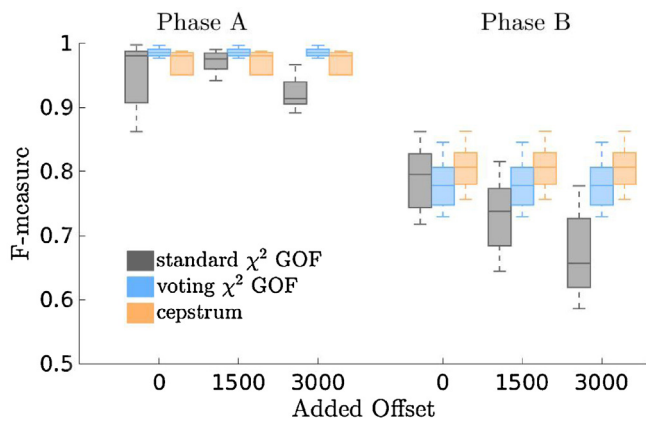 Phase A Phase B
1
0.9
0.8
0.7
0.6
0.5
F-measure
standard χ² GOF
voting χ² GOF
cepstrum
0 1500 3000 0 1500 3000
Added Offset